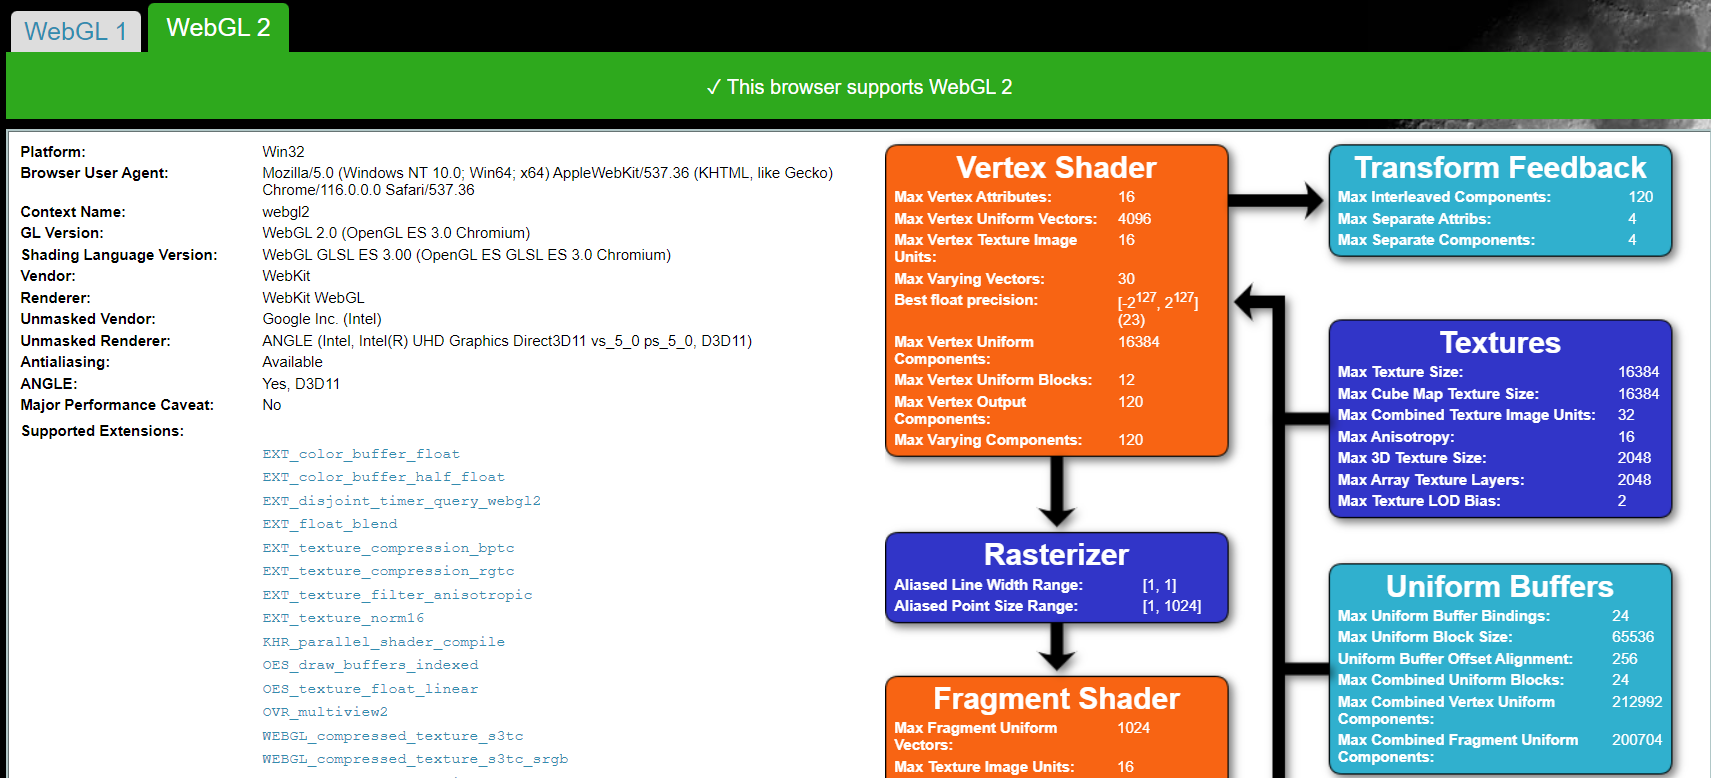 WebGL 1
WebGL 2
✓ This browser supports WebGL 2
Platform: Win32
Browser User Agent: Mozilla/5.0 (Windows NT 10.0; Win64; x64) AppleWebKit/537.36 (KHTML, like Gecko)
Chrome/116.0.0.0 Safari/537.36
Context Name: webgl2
GL Version: WebGL 2.0 (OpenGL ES 3.0 Chromium)
Shading Language Version: WebGL GLSL ES 3.00 (OpenGL ES GLSL ES 3.0 Chromium)
Vendor: WebKit
Renderer: WebKit WebGL
Unmasked Vendor: Google Inc. (Intel)
Unmasked Renderer: ANGLE (Intel, Intel(R) UHD Graphics Direct3D11 vs_5_0 ps_5_0, D3D11)
Antialiasing: Available
ANGLE: Yes, D3D11
Major Performance Caveat: No
Supported Extensions:
EXT_color_buffer_float
EXT_color_buffer_half_float
EXT_disjoint_timer_query_webgl2
EXT_float_blend
EXT_texture_compression_bptc
EXT_texture_compression_rgtc
EXT_texture_filter_anisotropic
EXT_texture_norm16
KHR_parallel_shader_compile
OES_draw_buffers_indexed
OES_texture_float_linear
OVR_multiview2
WEBGL_compressed_texture_s3tc
WEBGL_compressed_texture_s3tc_srgb
Vertex Shader
Max Vertex Attributes: 16
Max Vertex Uniform Vectors: 4096
Max Vertex Texture Image 16
Units:
Max Varying Vectors: 30
Best float precision: [-2^127, 2^127]
(23)
Max Vertex Uniform 16384
Components:
Max Vertex Uniform Blocks: 12
Max Vertex Output 120
Components:
Max Varying Components: 120
Rasterizer
Aliased Line Width Range: [1, 1]
Aliased Point Size Range: [1, 1024]
Fragment Shader
Max Fragment Uniform 1024
Vectors:
Max Texture Image Units: 16
Transform Feedback
Max Interleaved Components: 120
Max Separate Attribs: 4
Max Separate Components: 4
Textures
Max Texture Size: 16384
Max Cube Map Texture Size: 16384
Max Combined Texture Image Units: 32
Max Anisotropy: 16
Max 3D Texture Size: 2048
Max Array Texture Layers: 2048
Max Texture LOD Bias: 2
Uniform Buffers
Max Uniform Buffer Bindings: 24
Max Uniform Block Size: 65536
Uniform Buffer Offset Alignment: 256
Max Combined Uniform Blocks: 24
Max Combined Vertex Uniform 212992
Components:
Max Combined Fragment Uniform 200704
Components: